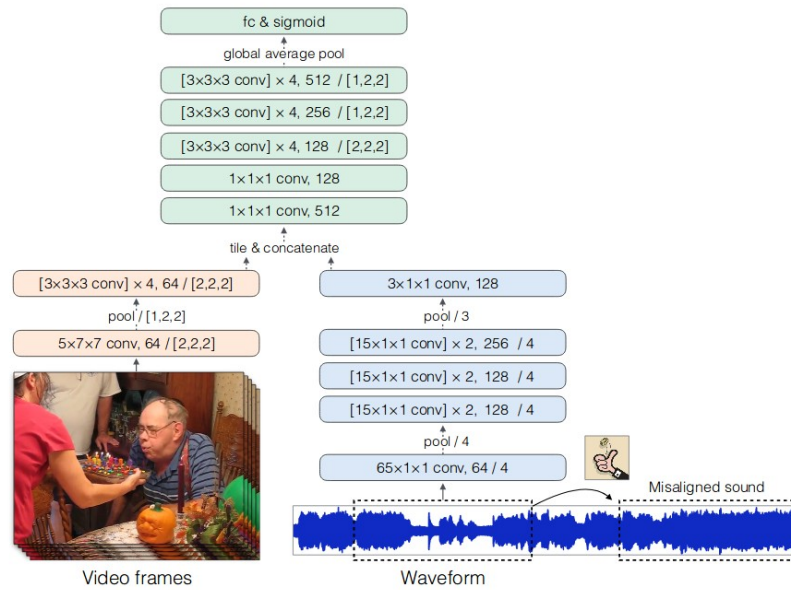 fc & sigmoid
global average pool
[3×3×3 conv] × 4, 512 / [1,2,2]
[3×3×3 conv] × 4, 256 / [1,2,2]
[3×3×3 conv] × 4, 128 / [2,2,2]
1×1×1 conv, 128
1×1×1 conv, 512
tile & concatenate
[3×3×3 conv] × 4, 64 / [2,2,2]
pool / [1,2,2]
5×7×7 conv, 64 / [2,2,2]
Video frames
3×1×1 conv, 128
pool / 3
[15×1×1 conv] × 2, 256 / 4
[15×1×1 conv] × 2, 128 / 4
[15×1×1 conv] × 2, 128 / 4
pool / 4
65×1×1 conv, 64 / 4
Misaligned sound
Waveform